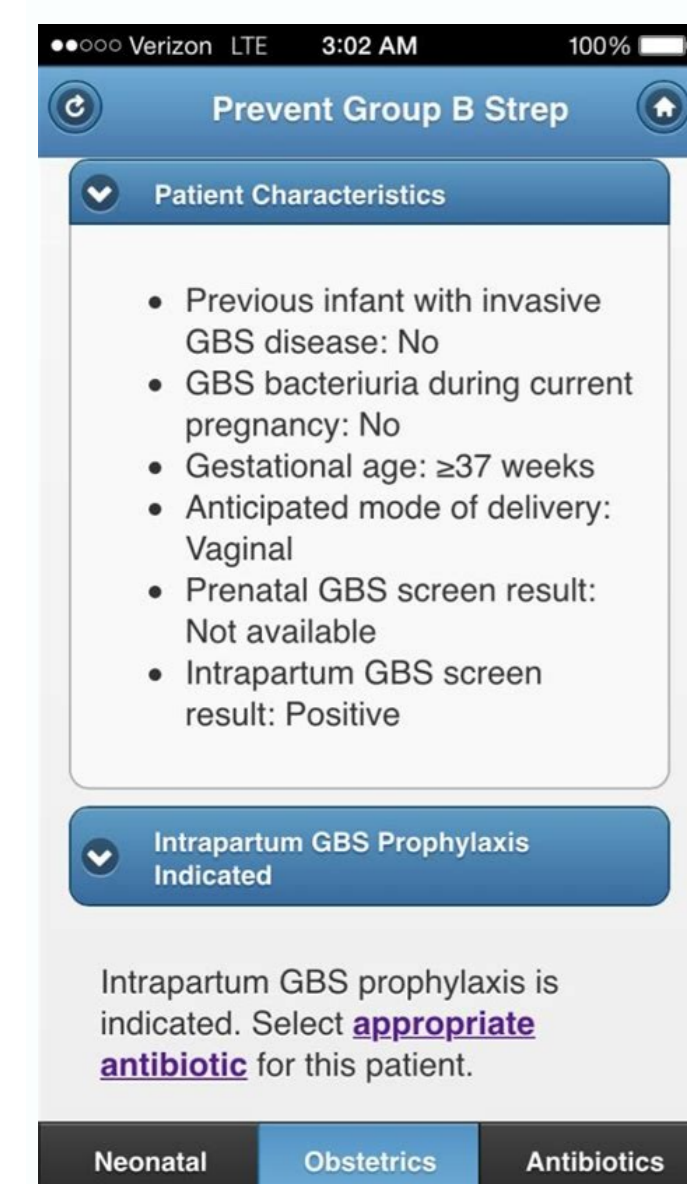 Verizon LTE 3:02 AM 100%
Prevent Group B Strep
Patient Characteristics
• Previous infant with invasive
GBS disease: No
• GBS bacteriuria during current
pregnancy: No
• Gestational age: ≥37 weeks
• Anticipated mode of delivery:
Vaginal
• Prenatal GBS screen result:
Not available
• Intrapartum GBS screen
result: Positive
Intrapartum GBS Prophylaxis
Indicated
Intrapartum GBS prophylaxis is
indicated. Select appropriate
antibiotic for this patient.
Neonatal Obstetrics Antibiotics